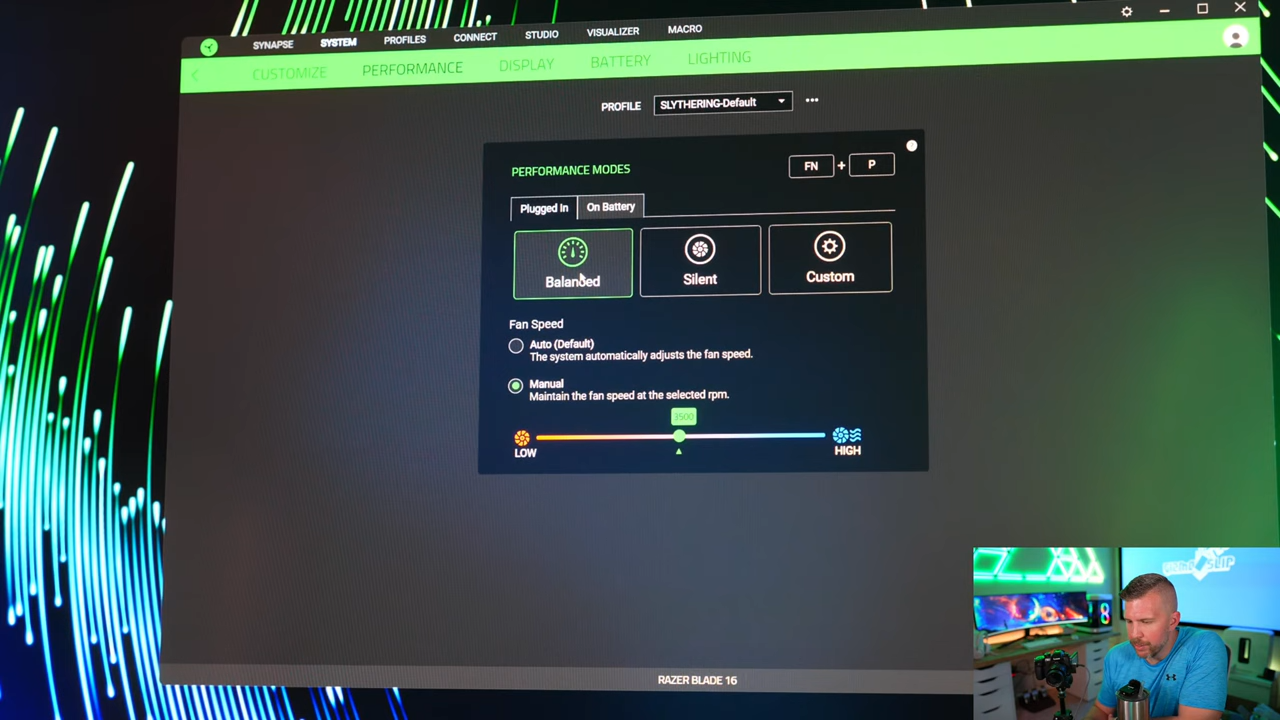 SYNAPSE SYSTEM PROFILES CONNECT STUDIO VISUALIZER MACRO
CUSTOMIZE PERFORMANCE DISPLAY BATTERY LIGHTING
PROFILE SLYTHERING-Default
PERFORMANCE MODES FN + P
Plugged In On Battery
Balanced Silent Custom
Fan Speed
Auto (Default)
The system automatically adjusts the fan speed.
Manual
Maintain the fan speed at the selected rpm.
3500
LOW HIGH
RAZER BLADE 16
SLIP